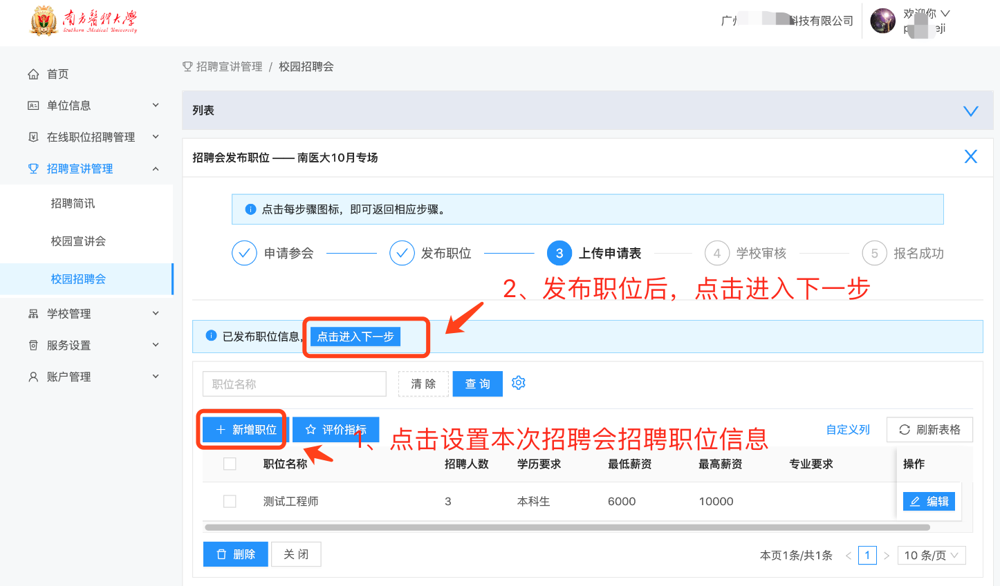 南方醫科大學
Southern Medical University
广州 科技有限公司
欢迎你
eji
首页
单位信息
在线职位招聘管理
招聘宣讲管理
招聘简讯
校园宣讲会
校园招聘会
学校管理
服务设置
账户管理
招聘宣讲管理 / 校园招聘会
列表
招聘会发布职位 —— 南医大10月专场
点击每步骤图标，即可返回相应步骤。
申请参会
发布职位
3 上传申请表
4 学校审核
5 报名成功
2、发布职位后，点击进入下一步
已发布职位信息，点击进入下一步
职位名称
清 除
查 询
新增职位
评价指标
1、点击设置本次招聘会招聘职位信息
自定义列
刷新表格
职位名称 招聘人数 学历要求 最低薪资 最高薪资 专业要求 操作
测试工程师 3 本科生 6000 10000 编辑
删除
关 闭
本页1条/共1条 < 1 > 10 条/页